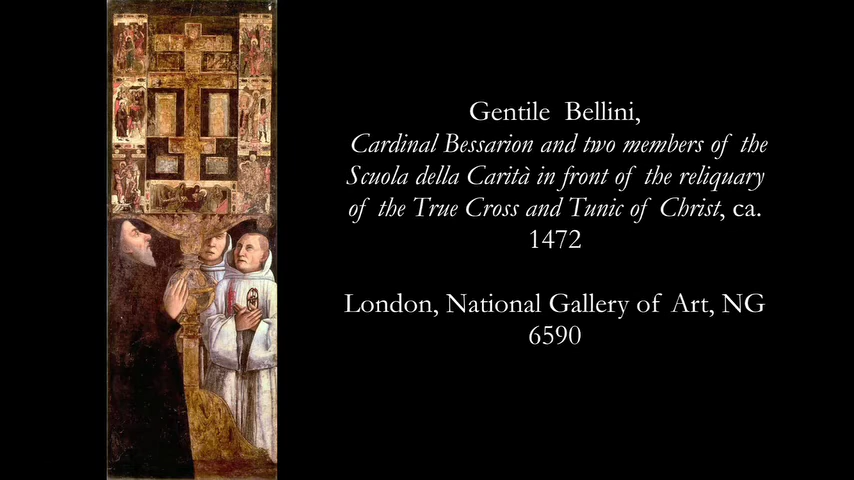 Gentile Bellini,
Cardinal Bessarion and two members of the
Scuola della Carità in front of the reliquary
of the True Cross and Tunic of Christ, ca.
1472
London, National Gallery of Art, NG
6590